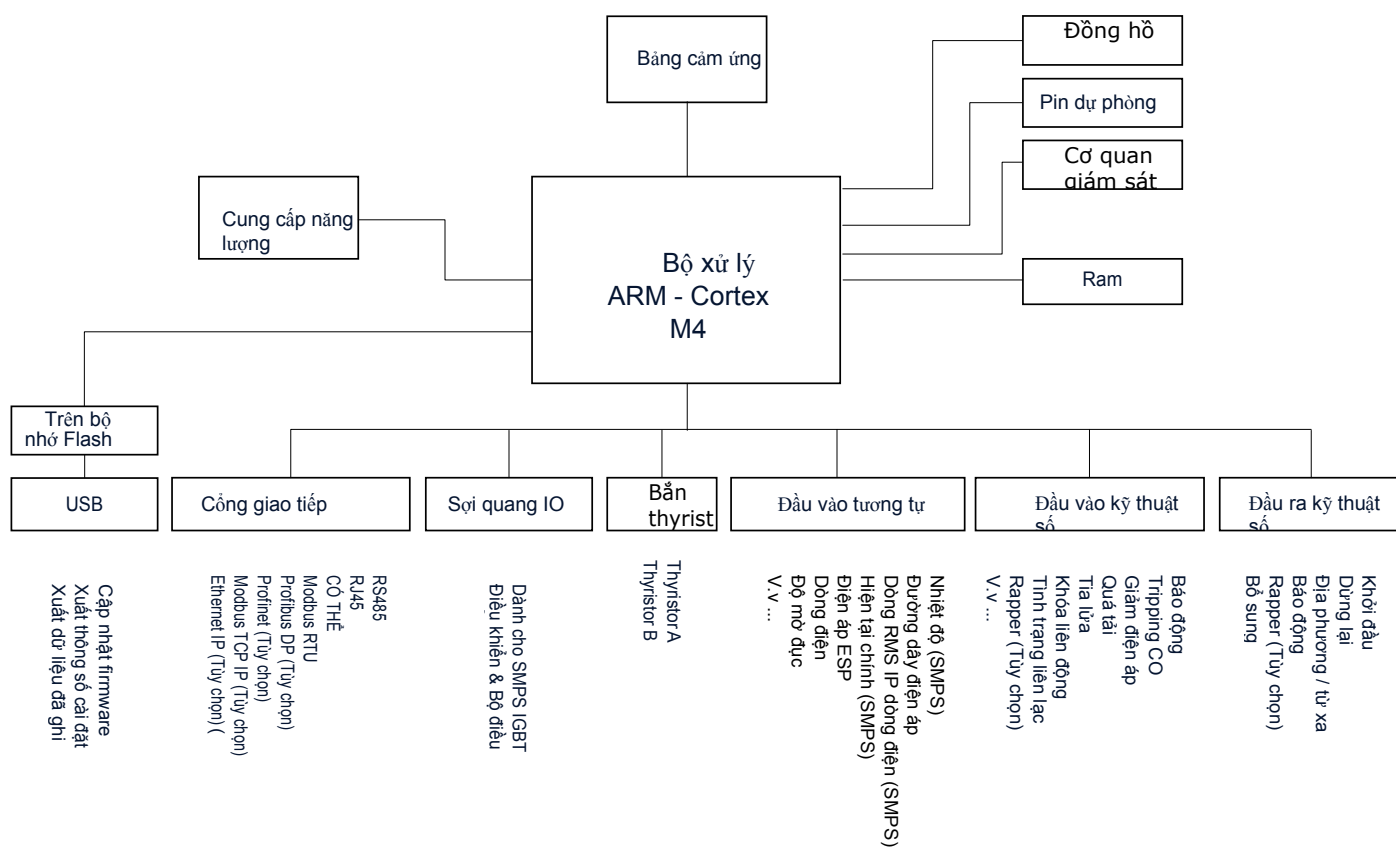 Bảng cảm ứng
Đồng hồ
Pin dự phòng
Cơ quan
giám sát
Ram
Cung cấp năng
lượng
Bộ xử lý
ARM - Cortex
M4
Trên bộ
nhớ Flash
USB
Cổng giao tiếp
Sợi quang IO
Bắn
thyrist
Đầu vào tương tự
Đầu vào kỹ thuật
số
Đầu ra kỹ thuật
số
Cập nhật firmware
Xuất thông số cài đặt
Xuất dữ liệu đã ghi
RS485
RJ45
CÓ THỂ
Modbus RTU
Profibus DP (Tùy chọn)
Profinet (Tùy chọn)
Modbus TCP IP (Tùy chọn)
Ethernet IP (Tùy chọn) (
Dành cho SMPS IGBT
Điều khiển & Bộ điều
Thyristor A
Thyristor B
Nhiệt độ (SMPS)
Đường dây điện áp
Dòng RMS IP dòng điện (SMPS)
Hiện tại chính (SMPS)
Điện áp ESP
Dòng điện
Độ mờ đục
V.v ...
Báo động
Tripping CO
Giảm điện áp
Quá tải
Tia lửa
Khóa liên động
Tình trạng liên lạc
Rapper (Tùy chọn)
V.v ...
Khởi đầu
Dừng lại
Địa phương / từ xa
Báo động
Rapper (Tùy chọn)
Bổ sung